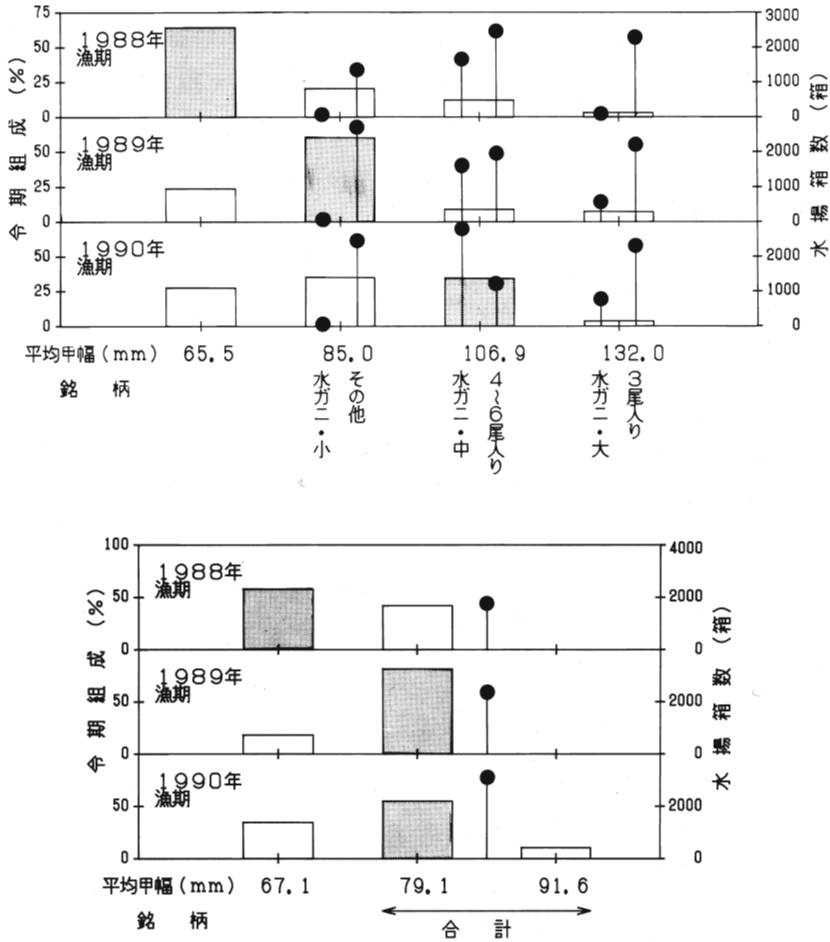 75
50
25
0
1988年
漁期
3000
2000
1000
0
50
25
0
1989年
漁期
2000
1000
0
50
25
0
1990年
漁期
2000
1000
0
令期組成 (%)
水揚箱数 (箱)
平均甲幅(mm) 65.5 85.0 106.9 132.0
銘柄
水ガニ・小
その他
水ガニ・中
4~6尾入り
水ガニ・大
3尾入り
100
50
0
1988年
漁期
4000
2000
0
50
0
1989年
漁期
2000
0
50
0
1990年
漁期
2000
0
令期組成 (%)
水揚箱数 (箱)
平均甲幅(mm) 67.1 79.1 91.6
銘柄
合計